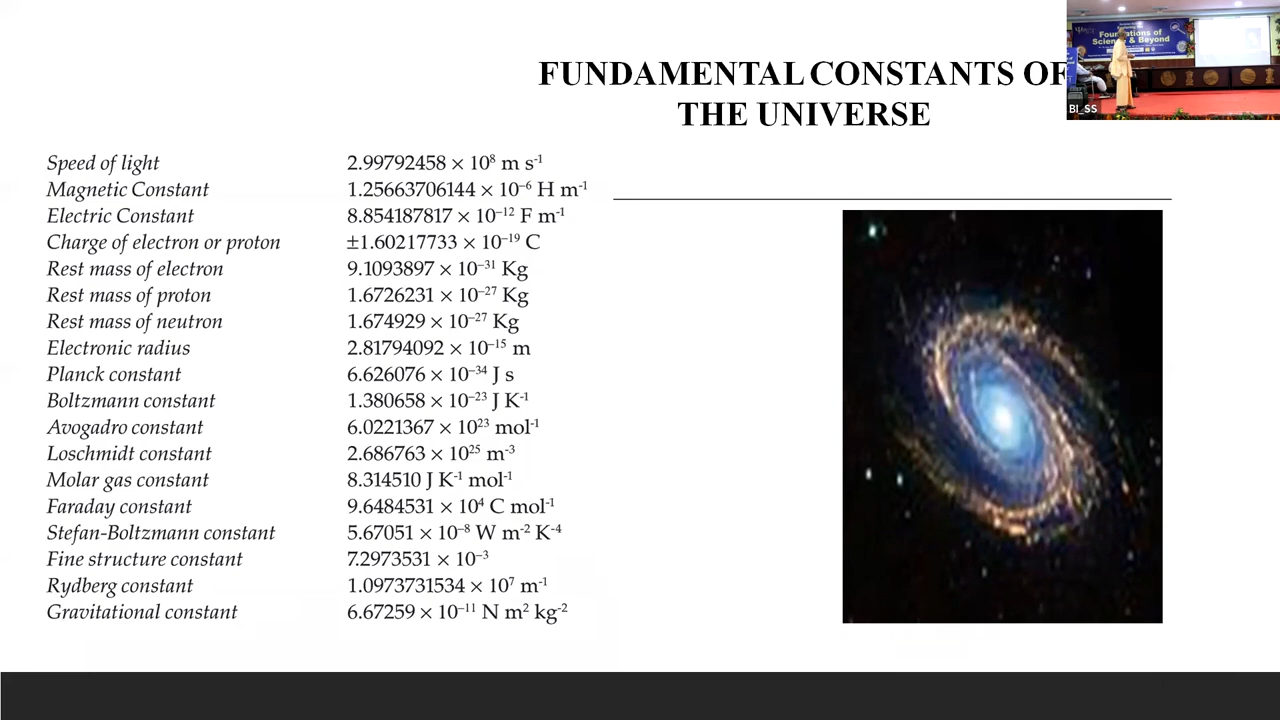 FUNDAMENTAL CONSTANTS OF
THE UNIVERSE
Foundations of
Science & Beyond
BI_SS
Speed of light 2.99792458 × 10⁸ m s⁻¹
Magnetic Constant 1.25663706144 × 10⁻⁶ H m⁻¹
Electric Constant 8.854187817 × 10⁻¹² F m⁻¹
Charge of electron or proton ±1.60217733 × 10⁻¹⁹ C
Rest mass of electron 9.1093897 × 10⁻³¹ Kg
Rest mass of proton 1.6726231 × 10⁻²⁷ Kg
Rest mass of neutron 1.674929 × 10⁻²⁷ Kg
Electronic radius 2.81794092 × 10⁻¹⁵ m
Planck constant 6.626076 × 10⁻³⁴ J s
Boltzmann constant 1.380658 × 10⁻²³ J K⁻¹
Avogadro constant 6.0221367 × 10²³ mol⁻¹
Loschmidt constant 2.686763 × 10²⁵ m⁻³
Molar gas constant 8.314510 J K⁻¹ mol⁻¹
Faraday constant 9.6484531 × 10⁴ C mol⁻¹
Stefan-Boltzmann constant 5.67051 × 10⁻⁸ W m⁻² K⁻⁴
Fine structure constant 7.2973531 × 10⁻³
Rydberg constant 1.0973731534 × 10⁷ m⁻¹
Gravitational constant 6.67259 × 10⁻¹¹ N m² kg⁻²